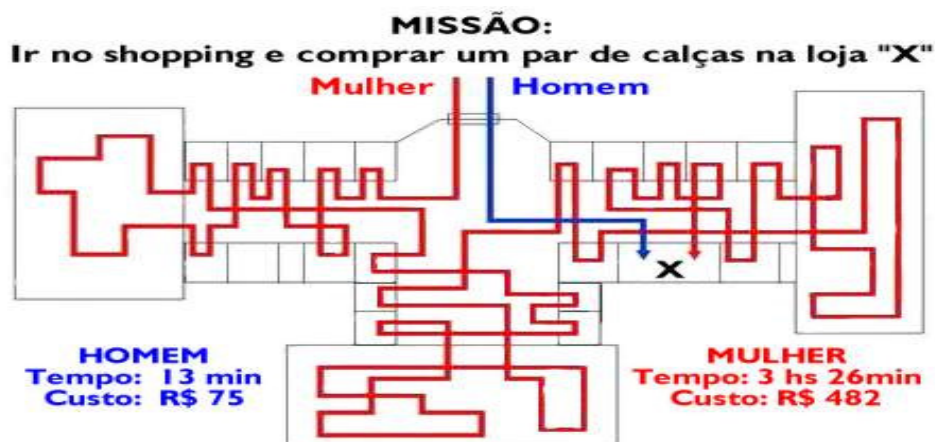 MISSÃO:
Ir no shopping e comprar um par de calças na loja "X"
Mulher Homem
X
HOMEM
Tempo: 13 min
Custo: R$ 75
MULHER
Tempo: 3 hs 26min
Custo: R$ 482